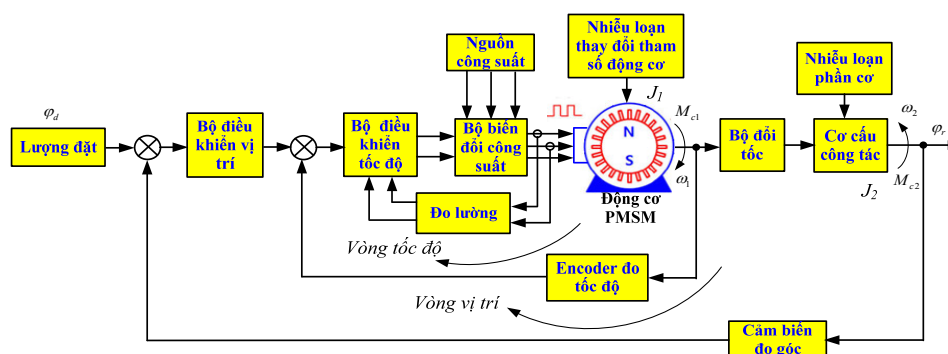 Nguồn
công suất
Nhiễu loạn
thay đổi tham
số động cơ
Nhiễu loạn
phần cơ
φd
J1
Mc1
ω2
φr
Lượng đặt
Bộ điều
khiển vị
trí
Bộ điều
khiển
tốc độ
Bộ biến
đổi công
suất
N
S
ω1
Bộ đổi
tốc
Cơ cấu
công tác
Mc2
J2
Đo lường
Động cơ
PMSM
Vòng tốc độ
Encoder đo
tốc độ
Vòng vị trí
Cảm biến
đo góc